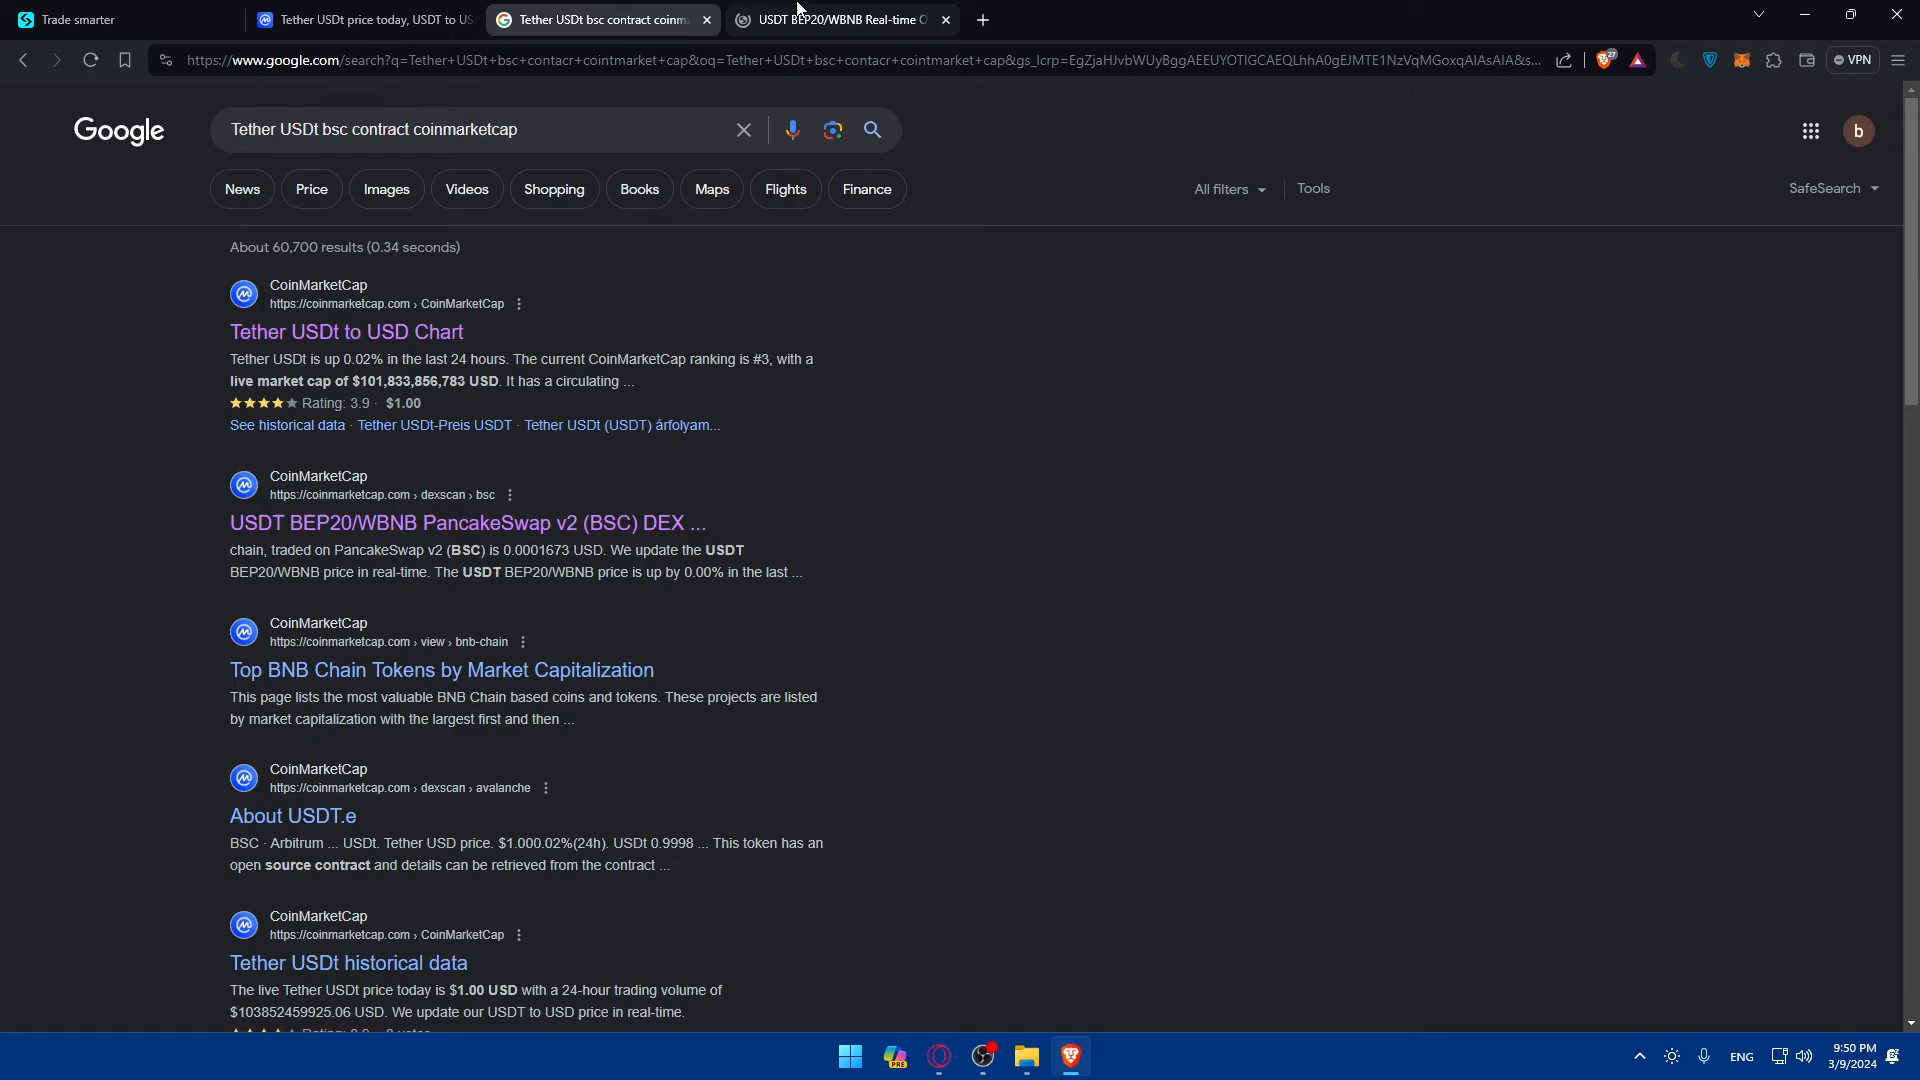 Trade smarter
Tether USDt price today, USDT to US
Tether USDt bsc contract coinma
USDT BEP20/WBNB Real-time O
https://www.google.com/search?q=Tether+USDt+bsc+contacr+cointmarket+cap&oq=Tether+USDt+bsc+contacr+cointmarket+cap&gs_lcrp=EgZjaHJvbWUyBggAEEUYOTIGCAEQLhhA0gEJMTE1NzVqMGoxqAIAsAIA&s...
27
VPN
Google
Tether USDt bsc contract coinmarketcap
b
News
Price
Images
Videos
Shopping
Books
Maps
Flights
Finance
All filters
Tools
SafeSearch
About 60,700 results (0.34 seconds)
CoinMarketCap
https://coinmarketcap.com › CoinMarketCap
Tether USDt to USD Chart
Tether USDt is up 0.02% in the last 24 hours. The current CoinMarketCap ranking is #3, with a
live market cap of $101,833,856,783 USD. It has a circulating ...
Rating: 3.9 · $1.00
See historical data · Tether USDt-Preis USDT · Tether USDt (USDT) árfolyam...
CoinMarketCap
https://coinmarketcap.com › dexscan › bsc
USDT BEP20/WBNB PancakeSwap v2 (BSC) DEX ...
chain, traded on PancakeSwap v2 (BSC) is 0.0001673 USD. We update the USDT
BEP20/WBNB price in real-time. The USDT BEP20/WBNB price is up by 0.00% in the last ...
CoinMarketCap
https://coinmarketcap.com › view › bnb-chain
Top BNB Chain Tokens by Market Capitalization
This page lists the most valuable BNB Chain based coins and tokens. These projects are listed
by market capitalization with the largest first and then ...
CoinMarketCap
https://coinmarketcap.com › dexscan › avalanche
About USDT.e
BSC · Arbitrum ... USDt. Tether USD price. $1.000.02%(24h). USDt 0.9998 ... This token has an
open source contract and details can be retrieved from the contract ...
CoinMarketCap
https://coinmarketcap.com › CoinMarketCap
Tether USDt historical data
The live Tether USDt price today is $1.00 USD with a 24-hour trading volume of
$103852459925.06 USD. We update our USDT to USD price in real-time.
PRE
ENG
9:50 PM
3/9/2024